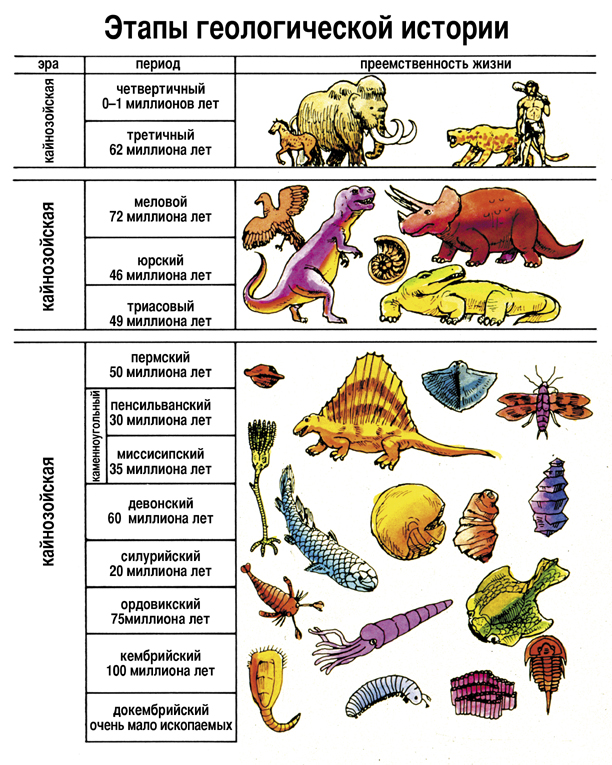 Этапы геологической истории
эра
период
преемственность жизни
кайнозойская
четвертичный
0–1 миллионов лет
третичный
62 миллиона лет
кайнозойская
меловой
72 миллиона лет
юрский
46 миллиона лет
триасовый
49 миллиона лет
кайнозойская
пермский
50 миллиона лет
каменноугольный
пенсильванский
30 миллиона лет
миссисипский
35 миллиона лет
девонский
60 миллиона лет
силурийский
20 миллиона лет
ордовикский
75миллиона лет
кембрийский
100 миллиона лет
докембрийский
очень мало ископаемых